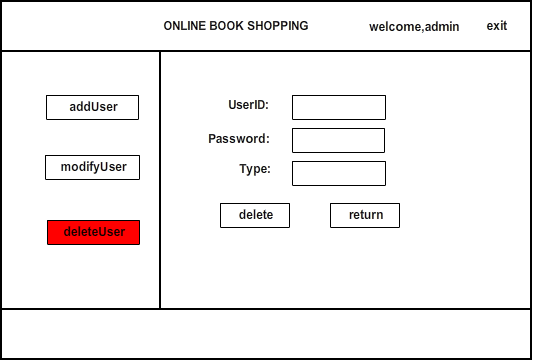 ONLINE BOOK SHOPPING welcome,admin exit
addUser
UserID:
Password:
modifyUser
Type:
delete return
deleteUser